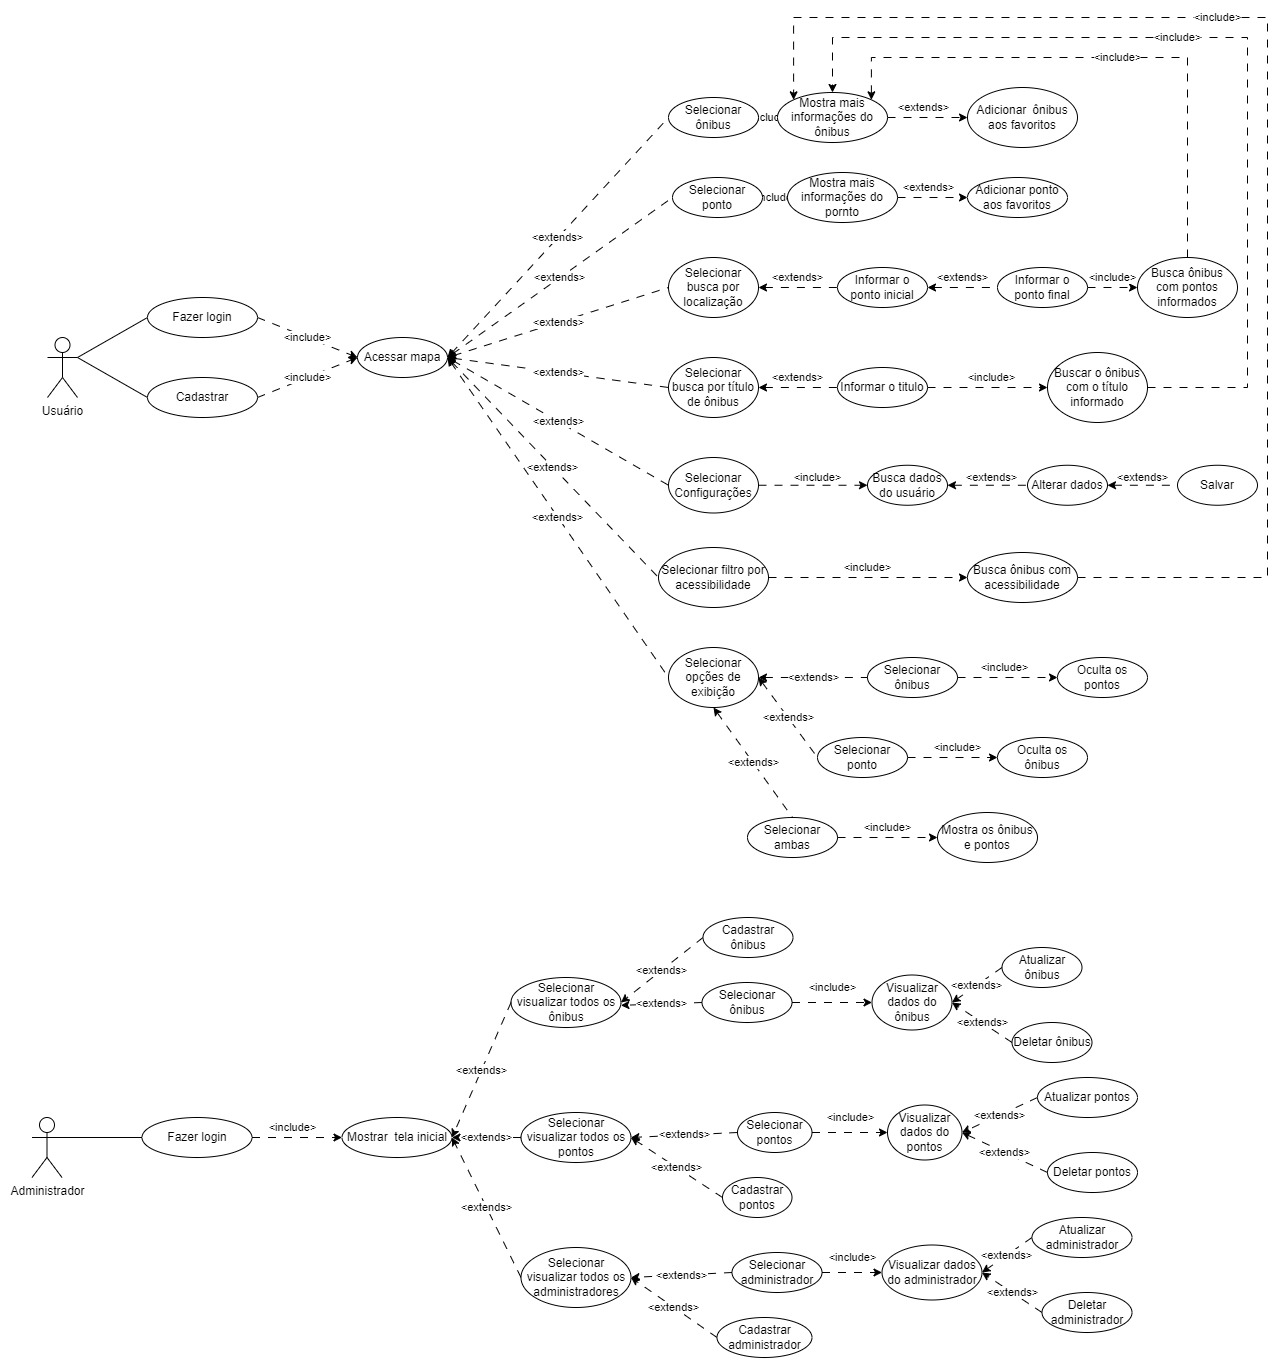 <include>
<include>
<include>
Selecionar
ônibus
Mostra mais
informações do
ônibus
<extends>
Adicionar ônibus
aos favoritos
Selecionar
ponto
Mostra mais
informações do
pornto
<extends>
Adicionar ponto
aos favoritos
<extends>
<extends>
<extends>
<extends>
<extends>
<extends>
<extends>
Selecionar
busca por
localização
<extends>
Informar o
ponto inicial
<extends>
Informar o
ponto final
<include>
Busca ônibus
com pontos
informados
Usuário
Fazer login
<include>
Cadastrar
<include>
Acessar mapa
Selecionar
busca por título
de ônibus
<extends>
Informar o titulo
<include>
Buscar o ônibus
com o título
informado
Selecionar
Configurações
<include>
Busca dados
do usuário
<extends>
Alterar dados
<extends>
Salvar
Selecionar filtro por
acessibilidade
<include>
Busca ônibus com
acessibilidade
Selecionar
opções de
exibição
<extends>
Selecionar
ônibus
<include>
Oculta os
pontos
<extends>
Selecionar
ponto
<include>
Oculta os
ônibus
<extends>
Selecionar
ambas
<include>
Mostra os ônibus
e pontos
Cadastrar
ônibus
<extends>
Selecionar
visualizar todos os
ônibus
<extends>
Selecionar
ônibus
<include>
Visualizar
dados do
ônibus
<extends>
Atualizar
ônibus
<extends>
Deletar ônibus
<extends>
Administrador
Fazer login
<include>
Mostrar tela inicial
<extends>
Selecionar
visualizar todos os
pontos
<extends>
Selecionar
pontos
<include>
Visualizar
dados do
pontos
<extends>
Atualizar pontos
<extends>
Deletar pontos
<extends>
Cadastrar
pontos
<extends>
Selecionar
visualizar todos os
administradores
<extends>
Selecionar
administrador
<include>
Visualizar dados
do administrador
<extends>
Atualizar
administrador
<extends>
Deletar
administrador
<extends>
Cadastrar
administrador